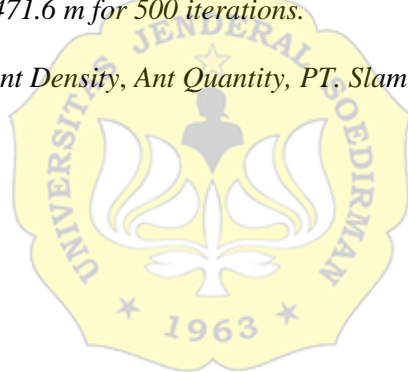 471.6 m for 500 iterations.
nt Density, Ant Quantity, PT. Slam
UNIVERSITAS JENDERAL SOEDIRMAN
1963